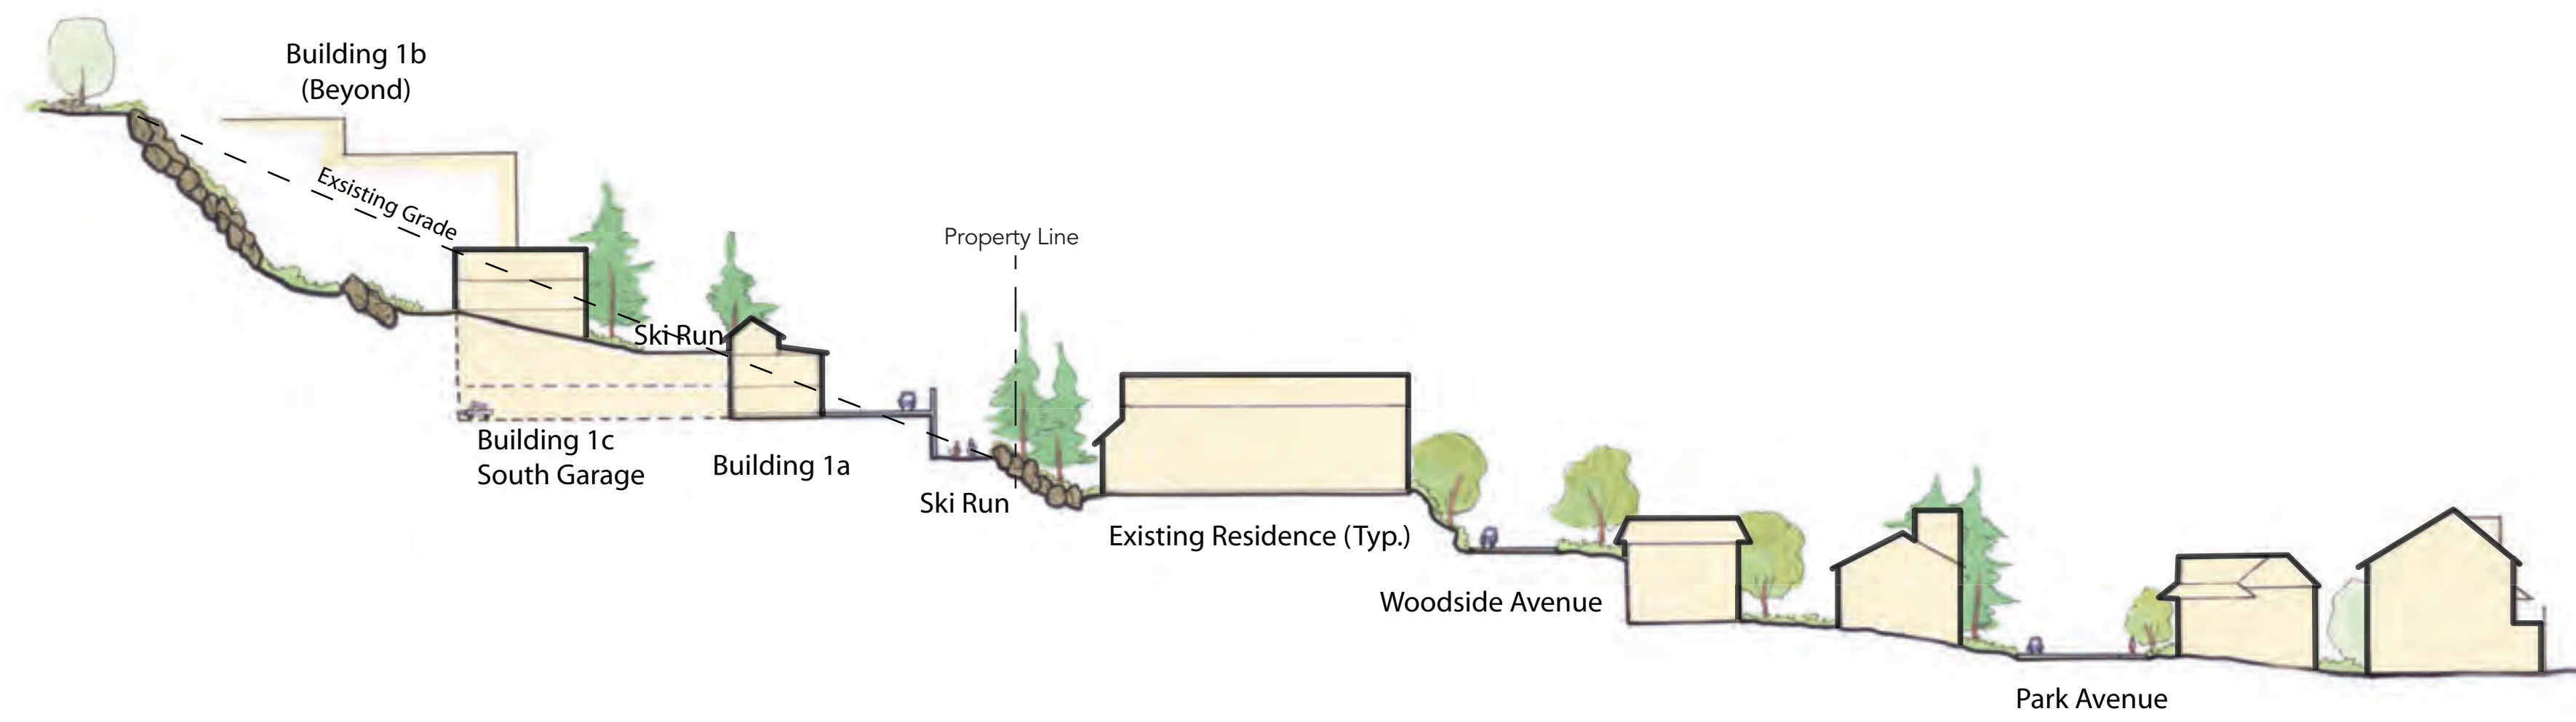 Building 1b
(Beyond)
Exsisting Grade
Property Line
Ski Run
Building 1c
South Garage
Building 1a
Ski Run
Existing Residence (Typ.)
Woodside Avenue
Park Avenue